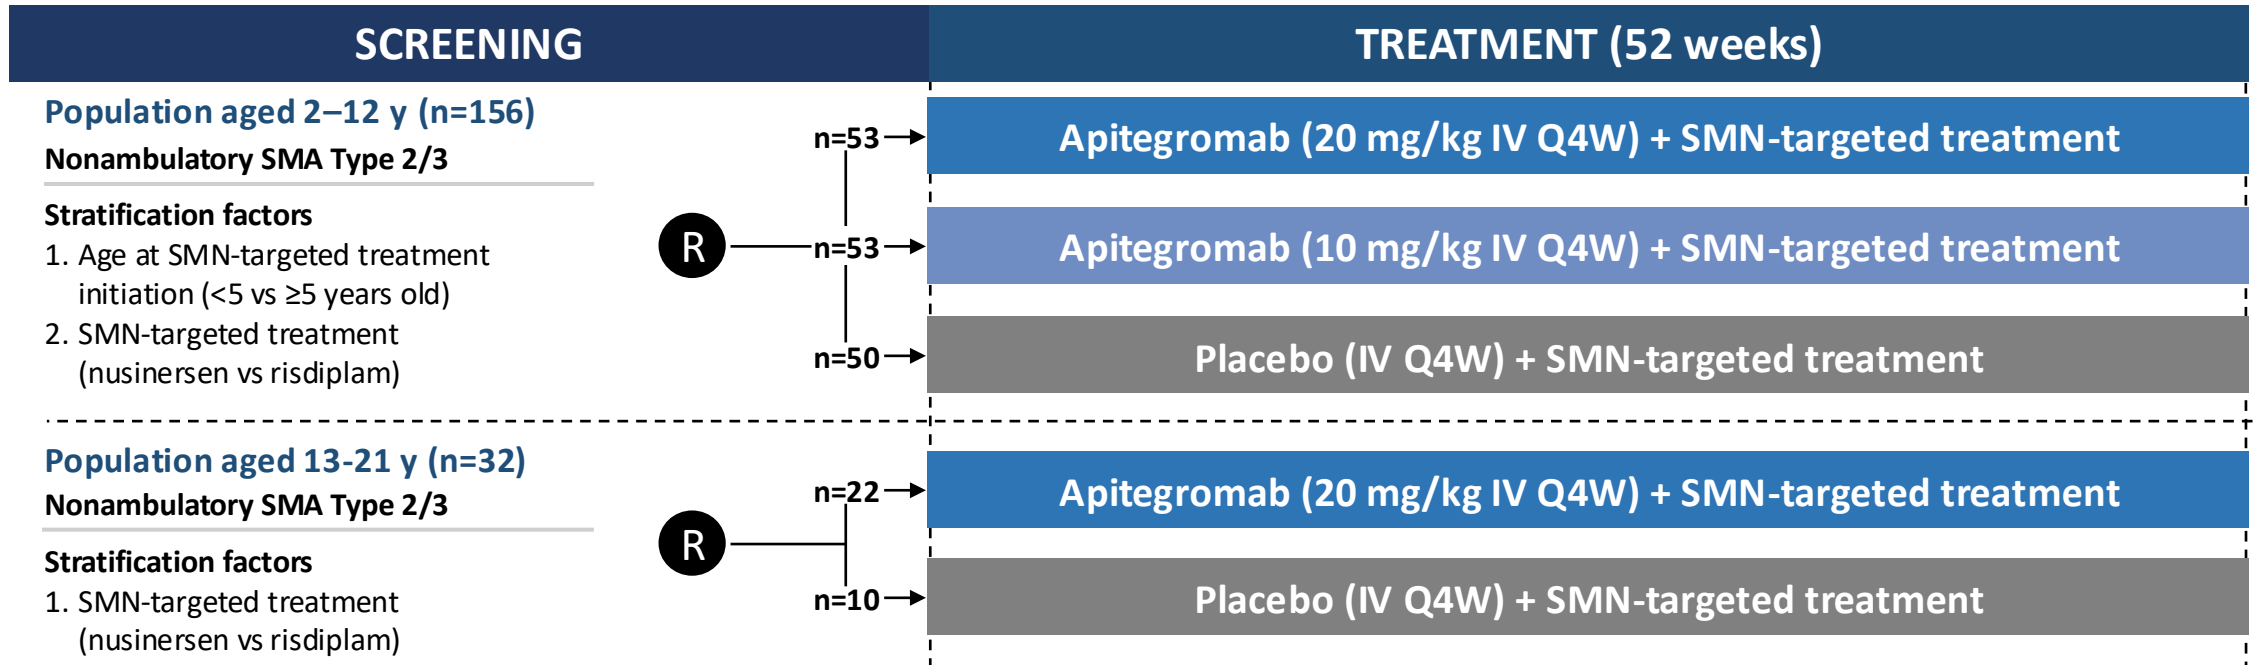 SCREENING
TREATMENT (52 weeks)
Population aged 2–12 y (n=156)
Nonambulatory SMA Type 2/3
Stratification factors
1. Age at SMN-targeted treatment
initiation (<5 vs ≥5 years old)
2. SMN-targeted treatment
(nusinersen vs risdiplam)
R
n=53
Apitegromab (20 mg/kg IV Q4W) + SMN-targeted treatment
n=53
Apitegromab (10 mg/kg IV Q4W) + SMN-targeted treatment
n=50
Placebo (IV Q4W) + SMN-targeted treatment
Population aged 13-21 y (n=32)
Nonambulatory SMA Type 2/3
Stratification factors
1. SMN-targeted treatment
(nusinersen vs risdiplam)
R
n=22
Apitegromab (20 mg/kg IV Q4W) + SMN-targeted treatment
n=10
Placebo (IV Q4W) + SMN-targeted treatment